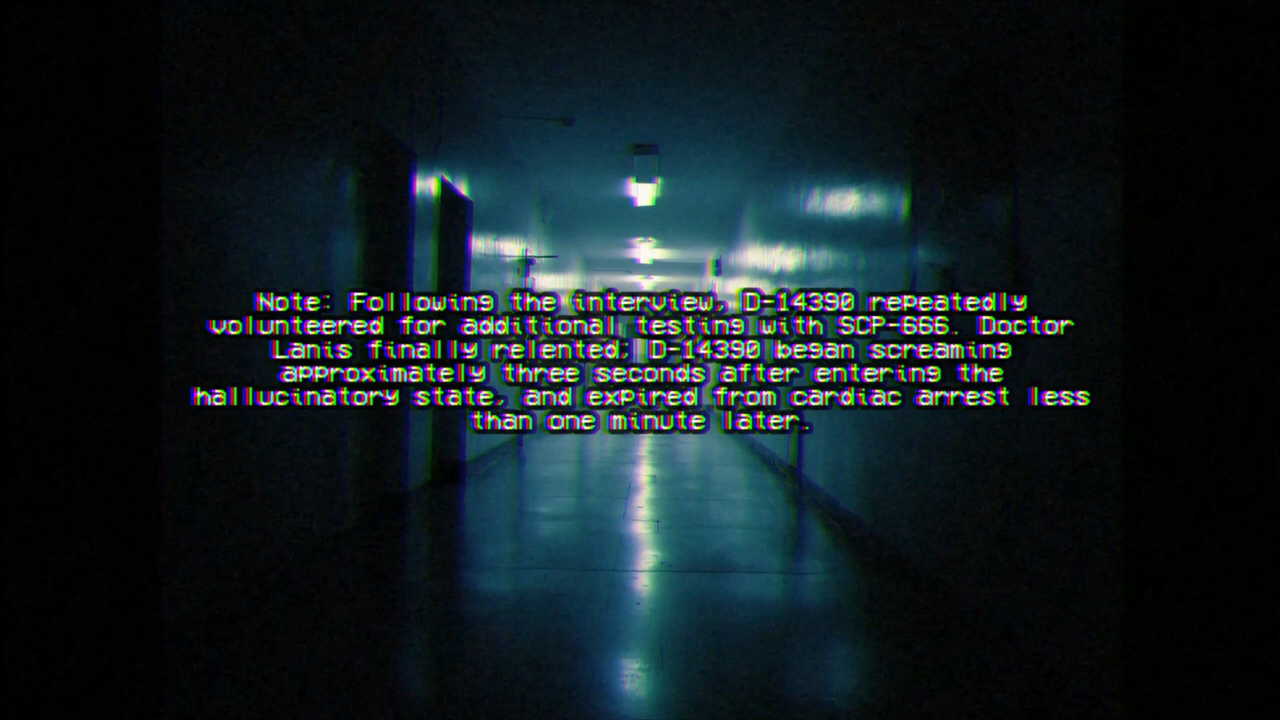 Note: Following the interview, D-14390 repeatedly
volunteered for additional testing with SCP-666. Doctor
Lanis finally relented; D-14390 began screaming
approximately three seconds after entering the
hallucinatory state, and expired from cardiac arrest less
than one minute later.